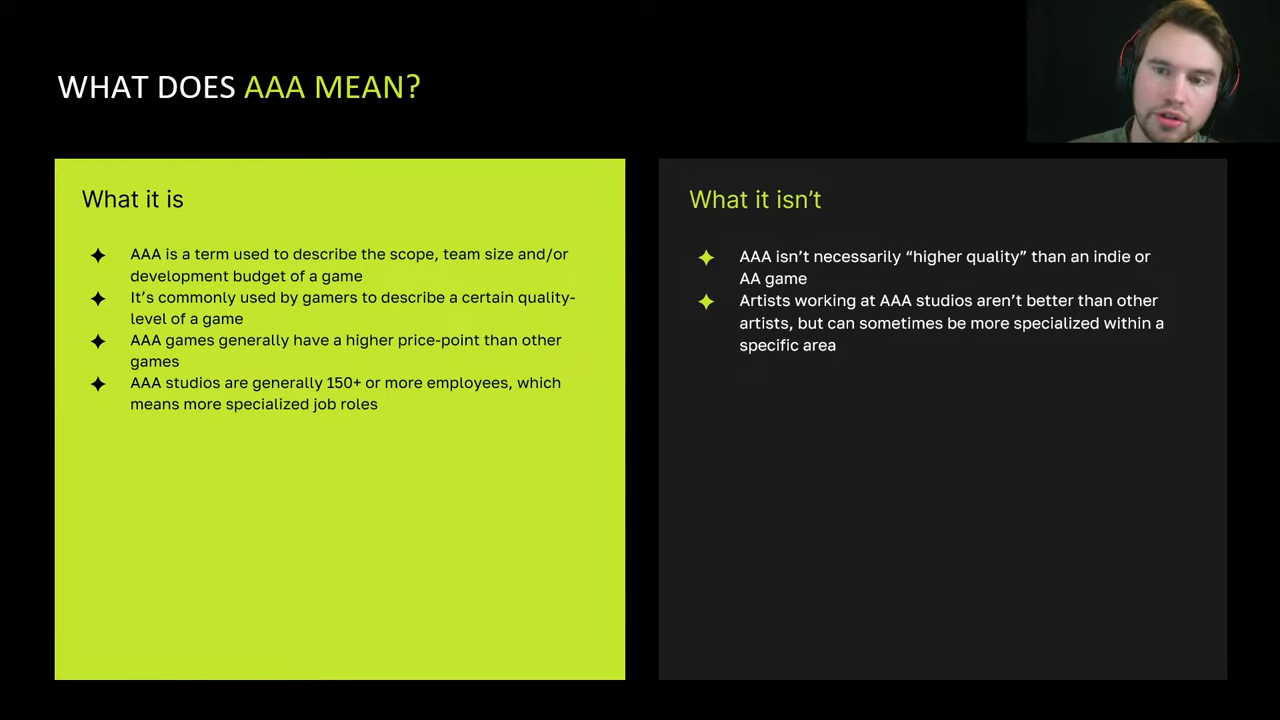 WHAT DOES AAA MEAN?
What it is
AAA is a term used to describe the scope, team size and/or
development budget of a game
It’s commonly used by gamers to describe a certain quality-
level of a game
AAA games generally have a higher price-point than other
games
AAA studios are generally 150+ or more employees, which
means more specialized job roles
What it isn’t
AAA isn’t necessarily “higher quality” than an indie or
AA game
Artists working at AAA studios aren’t better than other
artists, but can sometimes be more specialized within a
specific area